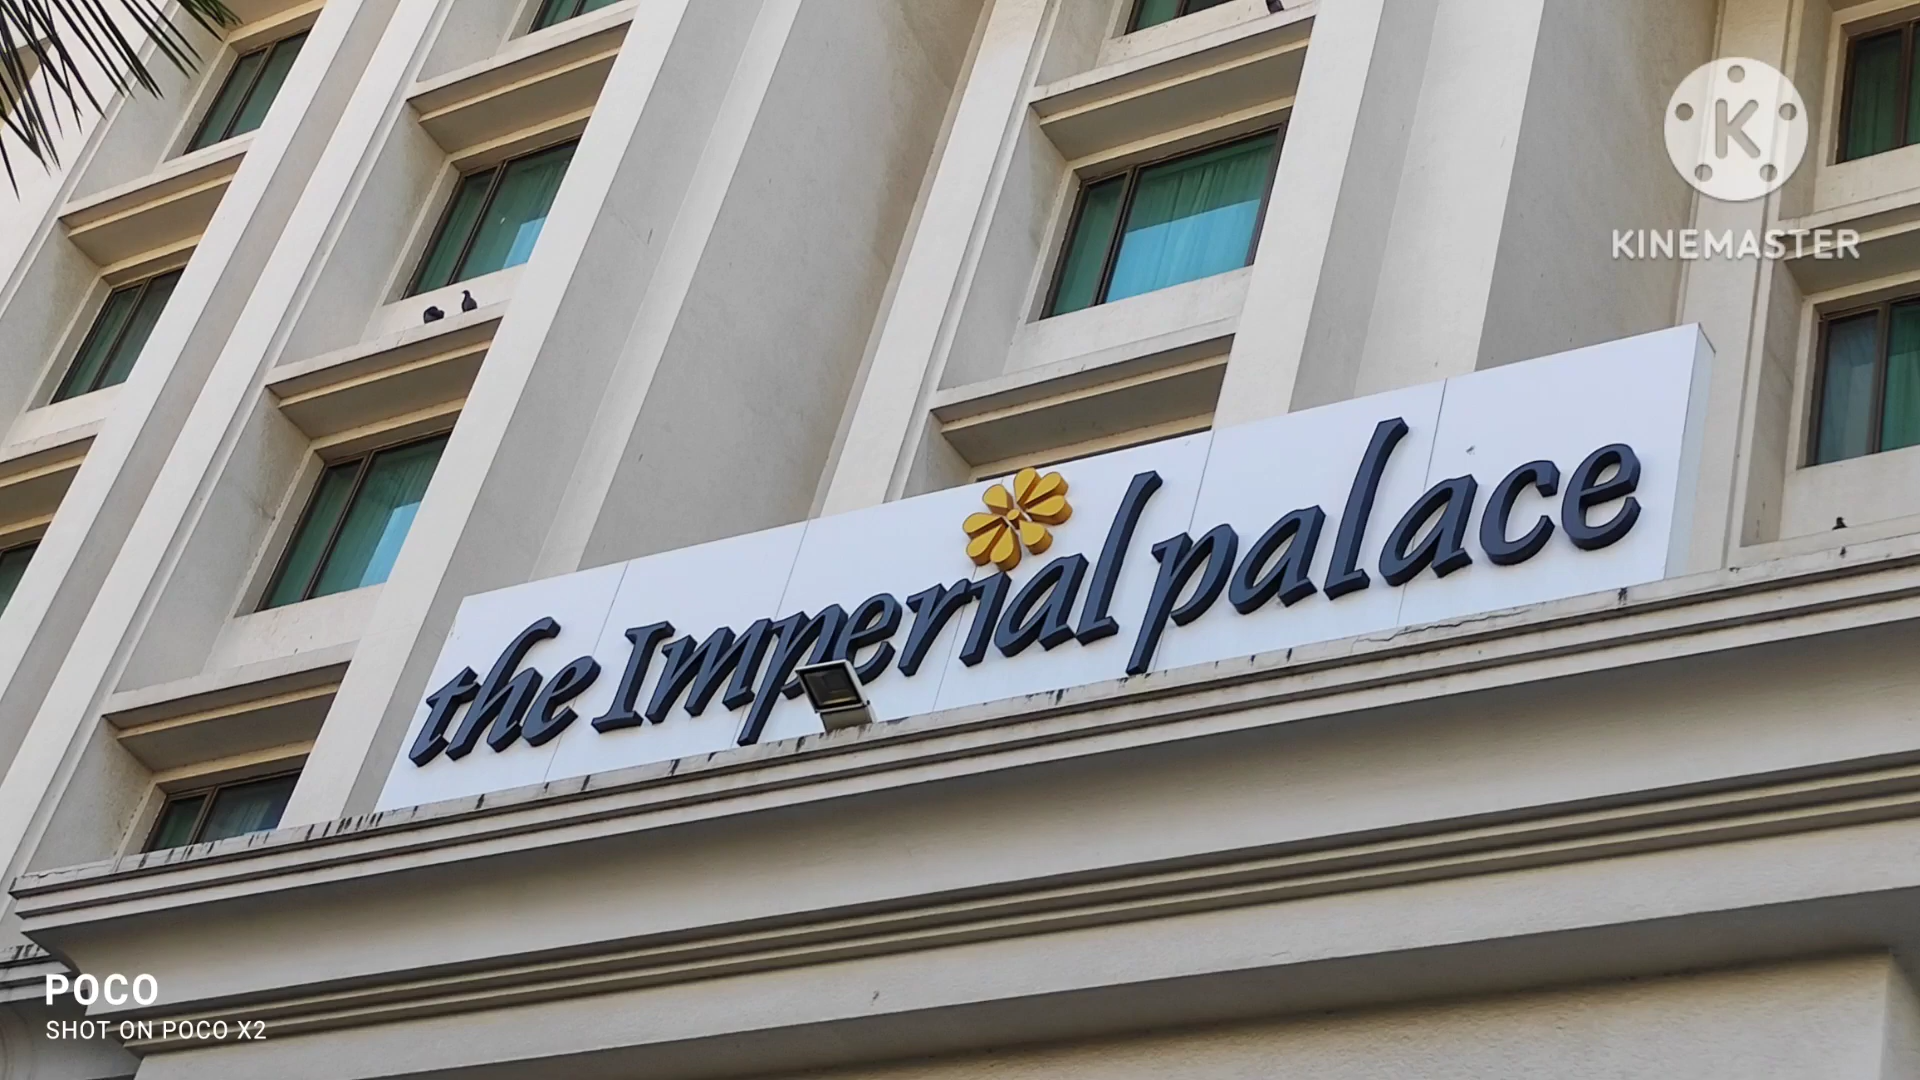 K
KINEMASTER
the Imperial palace
POCO
SHOT ON POCO X2